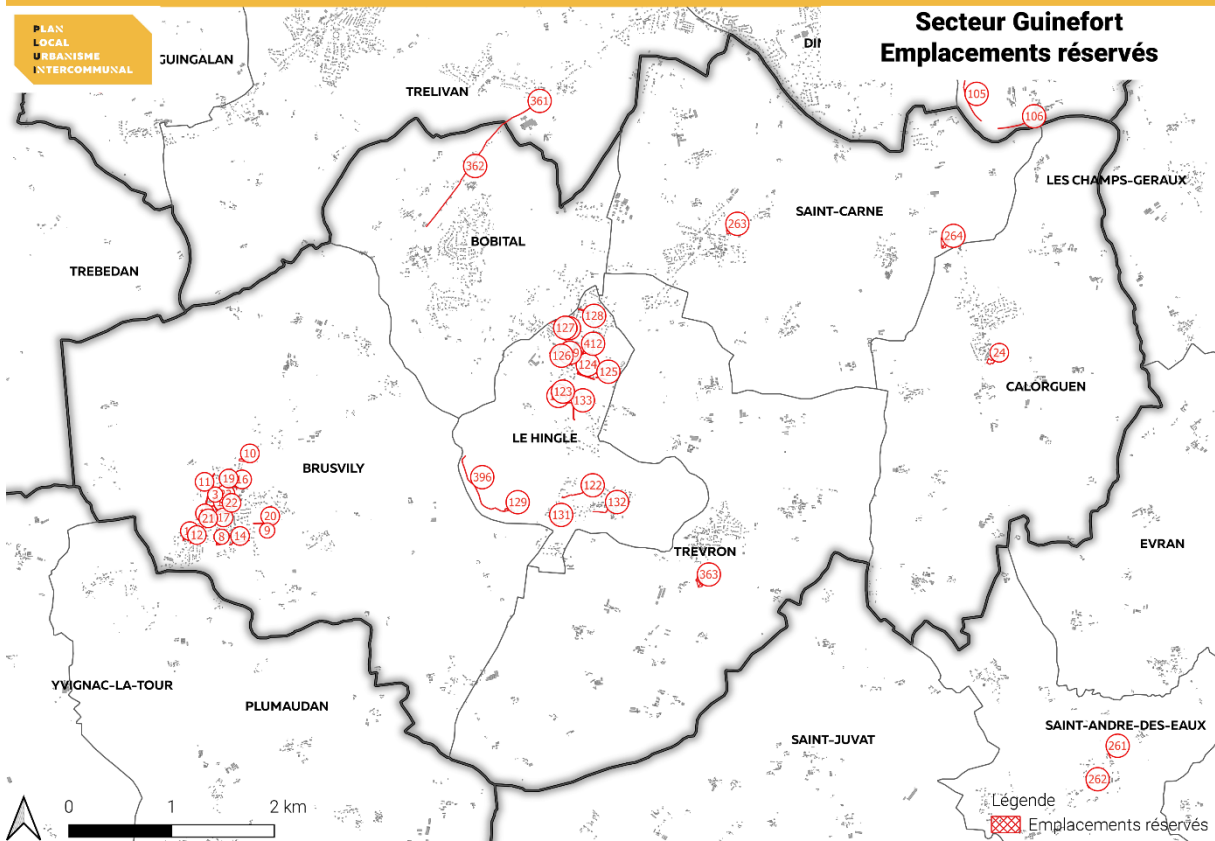 PLAN
LOCAL
URBANISME
INTERCOMMUNAL
Secteur Guinefort
Emplacements réservés
GUINGALAN
TRELIVAN
361
105
106
362
LES CHAMPS-GERAUX
263
SAINT-CARNE
264
BOBITAL
TREBEDAN
128
127
412
126
124
125
24
CALORGUEN
123
133
LE HINGLE
10
BRUSVILY
396
129
122
132
131
11
19
16
3
22
21
17
20
9
12
8
14
TREVRON
363
EVRAN
YVIGNAC-LA-TOUR
PLUMAUDAN
SAINT-JUVAT
SAINT-ANDRE-DES-EAUX
261
262
0 1 2 km
Légende
Emplacements réservés